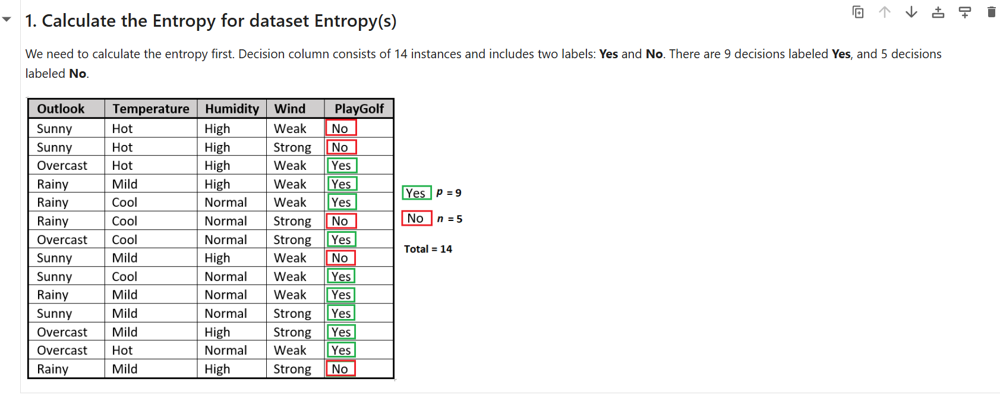 1. Calculate the Entropy for dataset Entropy(s)
We need to calculate the entropy first. Decision column consists of 14 instances and includes two labels: Yes and No. There are 9 decisions labeled Yes, and 5 decisions
labeled No.
Outlook Temperature Humidity Wind PlayGolf
Sunny Hot High Weak No
Sunny Hot High Strong No
Overcast Hot High Weak Yes
Rainy Mild High Weak Yes
Rainy Cool Normal Weak Yes
Rainy Cool Normal Strong No
Overcast Cool Normal Strong Yes
Sunny Mild High Weak No
Sunny Cool Normal Weak Yes
Rainy Mild Normal Weak Yes
Sunny Mild Normal Strong Yes
Overcast Mild High Strong Yes
Overcast Hot Normal Weak Yes
Rainy Mild High Strong No
Yes p = 9
No n = 5
Total = 14